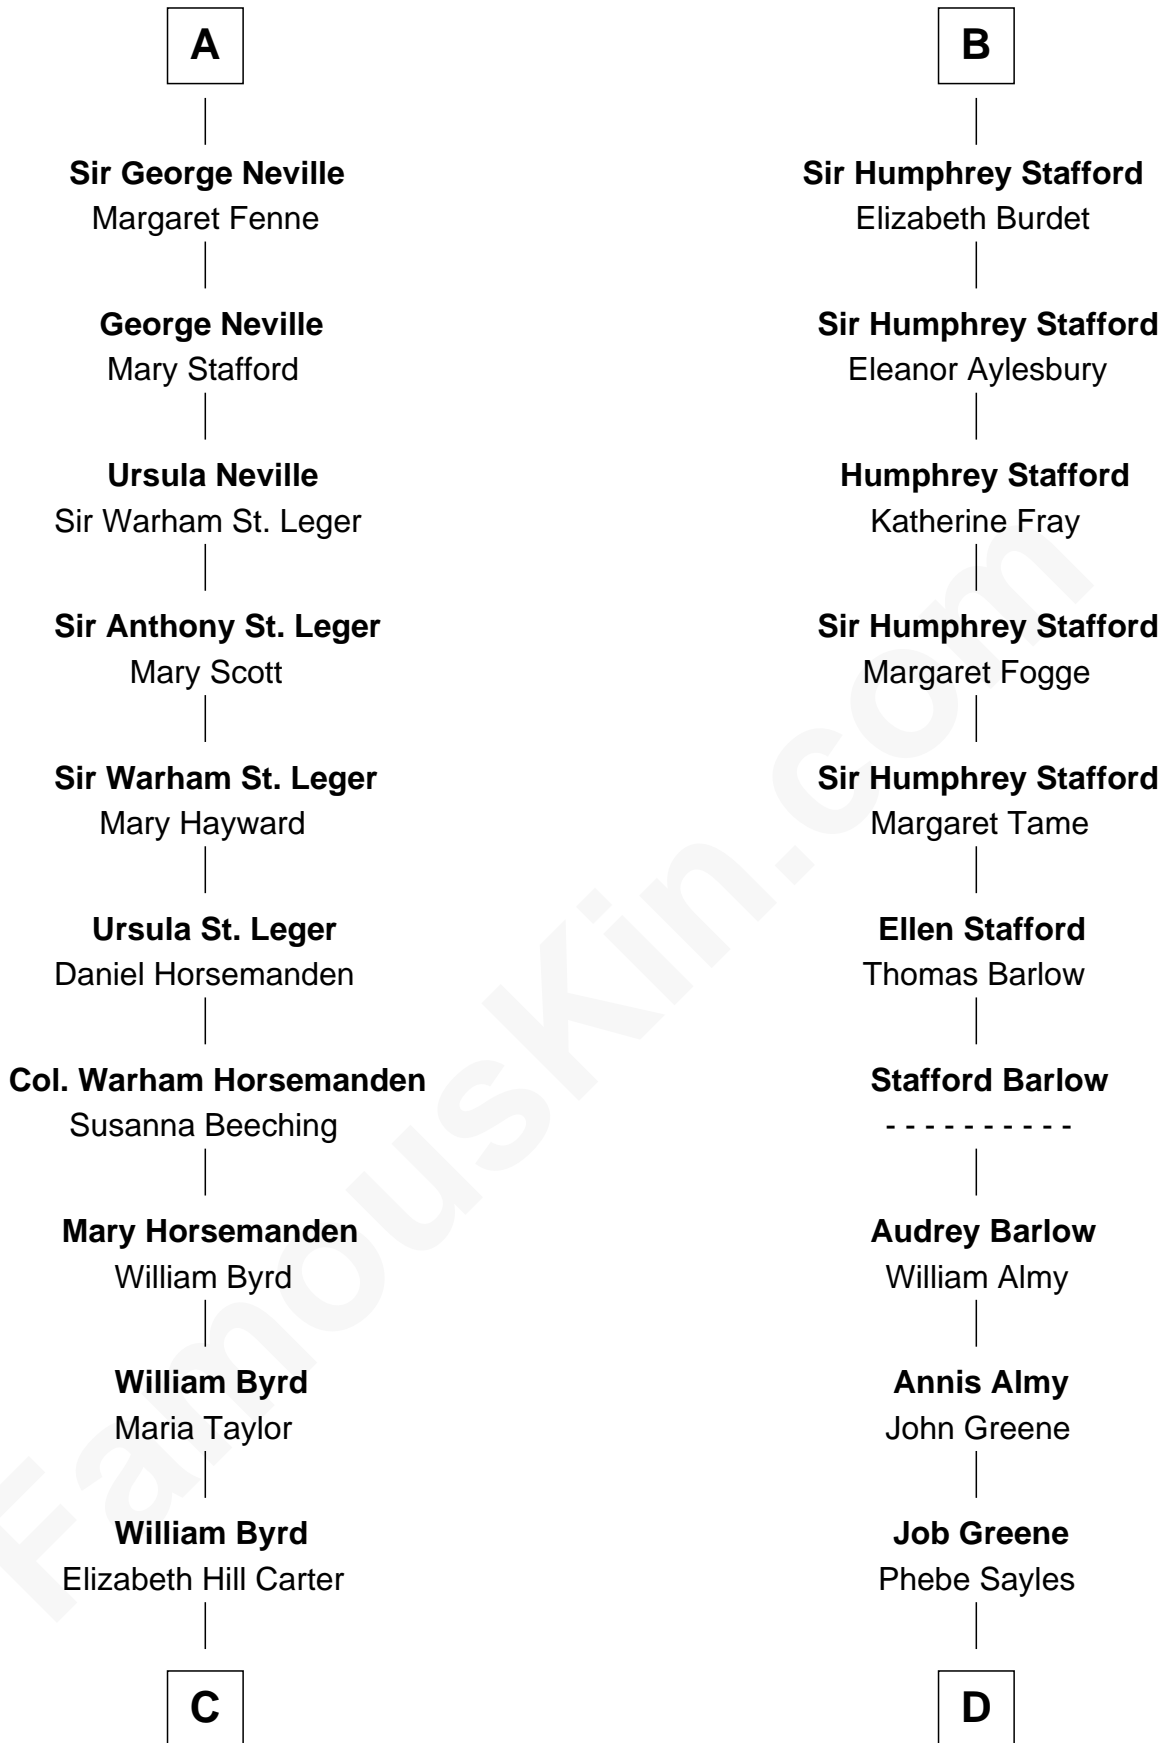 A
Sir George Neville
Margaret Fenne
George Neville
Mary Stafford
Ursula Neville
Sir Warham St. Leger
Sir Anthony St. Leger
Mary Scott
Sir Warham St. Leger
Mary Hayward
Ursula St. Leger
Daniel Horsemanden
Col. Warham Horsemanden
Susanna Beeching
Mary Horsemanden
William Byrd
William Byrd
Maria Taylor
William Byrd
Elizabeth Hill Carter
C
B
Sir Humphrey Stafford
Elizabeth Burdet
Sir Humphrey Stafford
Eleanor Aylesbury
Humphrey Stafford
Katherine Fray
Sir Humphrey Stafford
Margaret Fogge
Sir Humphrey Stafford
Margaret Tame
Ellen Stafford
Thomas Barlow
Stafford Barlow
- - - - - - - - - -
Audrey Barlow
William Almy
Annis Almy
John Greene
Job Greene
Phebe Sayles
D
FamousKin.com